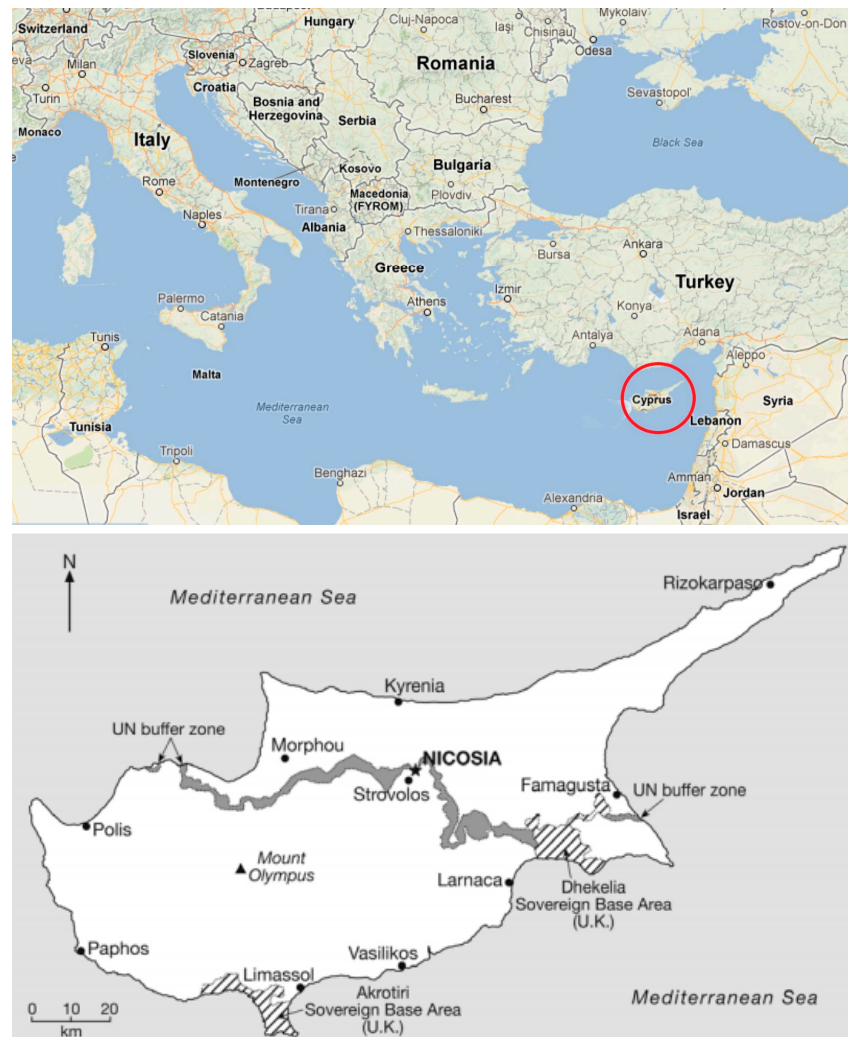 Switzerland
Milan
Turin
Monaco
Italy
Rome
Naples
Palermo
Catania
Tunis
Malta
Tunisia
Tripoli
Slovenia
Zagreb
Croatia
Bosnia and
Herzegovina
Montenegro
Hungary
Cluj-Napoca
Iași
Chisinau
Mykolaiv
Odesa
Rostov-on-Don
Romania
Bucharest
Sevastopol'
Black Sea
Serbia
Kosovo
Bulgaria
Plovdiv
Macedonia
(FYROM)
Tirana
Albania
Thessaloniki
Greece
Athens
Bursa
Ankara
Turkey
Izmir
Konya
Antalya
Adana
Aleppo
Cyprus
Syria
Lebanon
Damascus
Amman
Jordan
Israel
Mediterranean
Sea
Benghazi
Alexandria
N
Mediterranean Sea
Rizokarpaso
Kyrenia
UN buffer zone
Morphou
NICOSIA
Strovolos
Famagusta
UN buffer zone
Polis
Mount
Olympus
Larnaca
Dhekelia
Sovereign Base Area
(U.K.)
Paphos
Vasilikos
Limassol
Akrotiri
Sovereign Base Area
(U.K.)
Mediterranean Sea
0 10 20
km